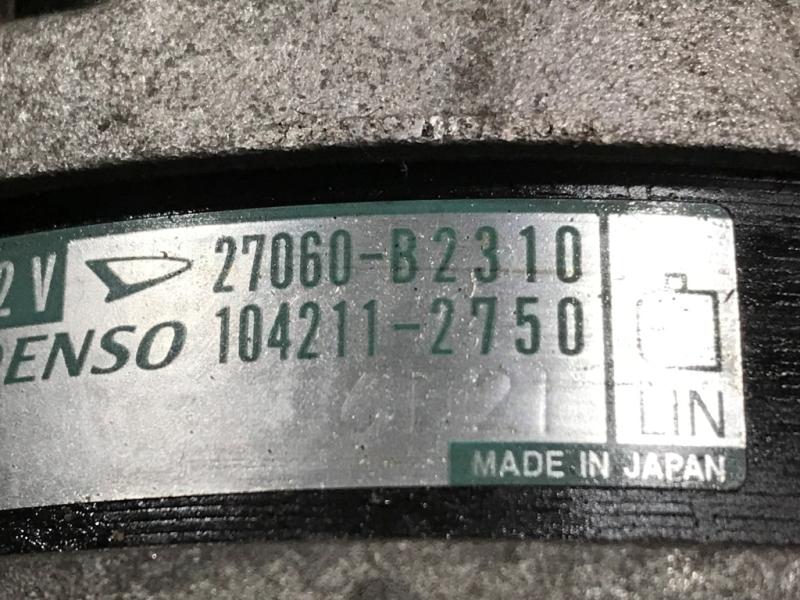 2V
27060-B2310
DENSO
104211-2750
LIN
MADE IN JAPAN